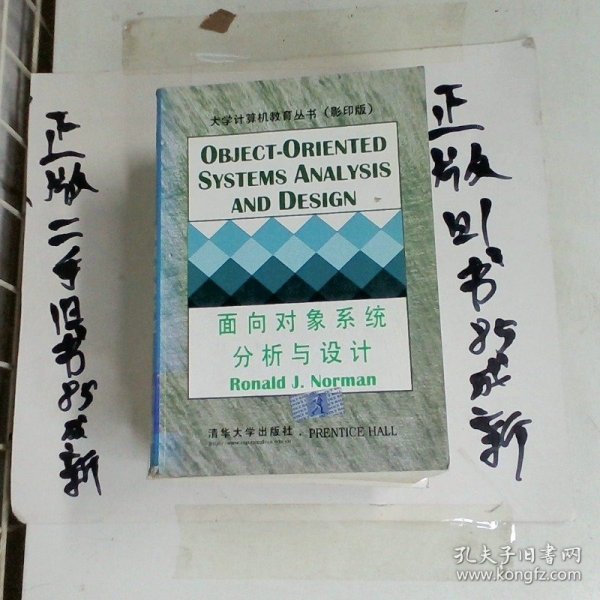 正版二手旧书85成新
大学计算机教育丛书（影印版）
OBJECT-ORIENTED
SYSTEMS ANALYSIS
AND DESIGN
面向对象系统
分析与设计
Ronald J. Norman
清华大学出版社 · PRENTICE HALL
正版旧书85成新
孔夫子旧书网
www.kongfz.com